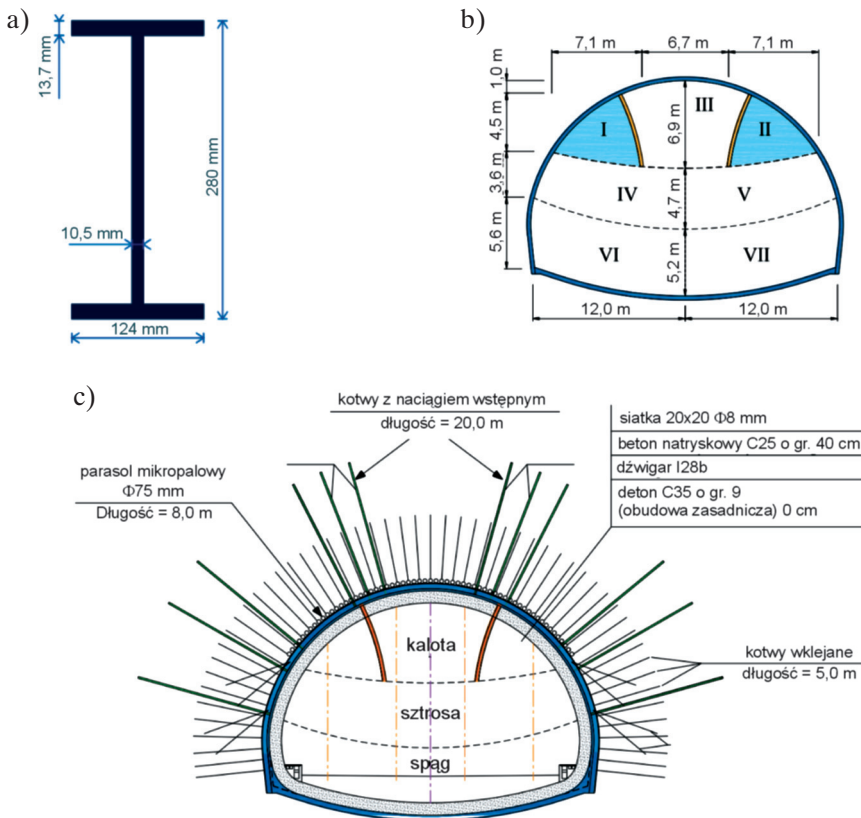 a)
13,7 mm
10,5 mm
280 mm
124 mm
b)
7,1 m
6,7 m
7,1 m
1,0 m
4,5 m
3,6 m
5,6 m
I
III
II
6,9 m
IV
V
4,7 m
VI
VII
5,2 m
12,0 m
12,0 m
c)
kotwy z naciągiem wstępnym
długość = 20,0 m
parasol mikropalowy
Φ75 mm
Długość = 8,0 m
siatka 20x20 Φ8 mm
beton natryskowy C25 o gr. 40 cm
dźwigar I28b
deton C35 o gr. 9
(obudowa zasadnicza) 0 cm
kotwy wklejane
długość = 5,0 m
kalota
sztrosa
spąg